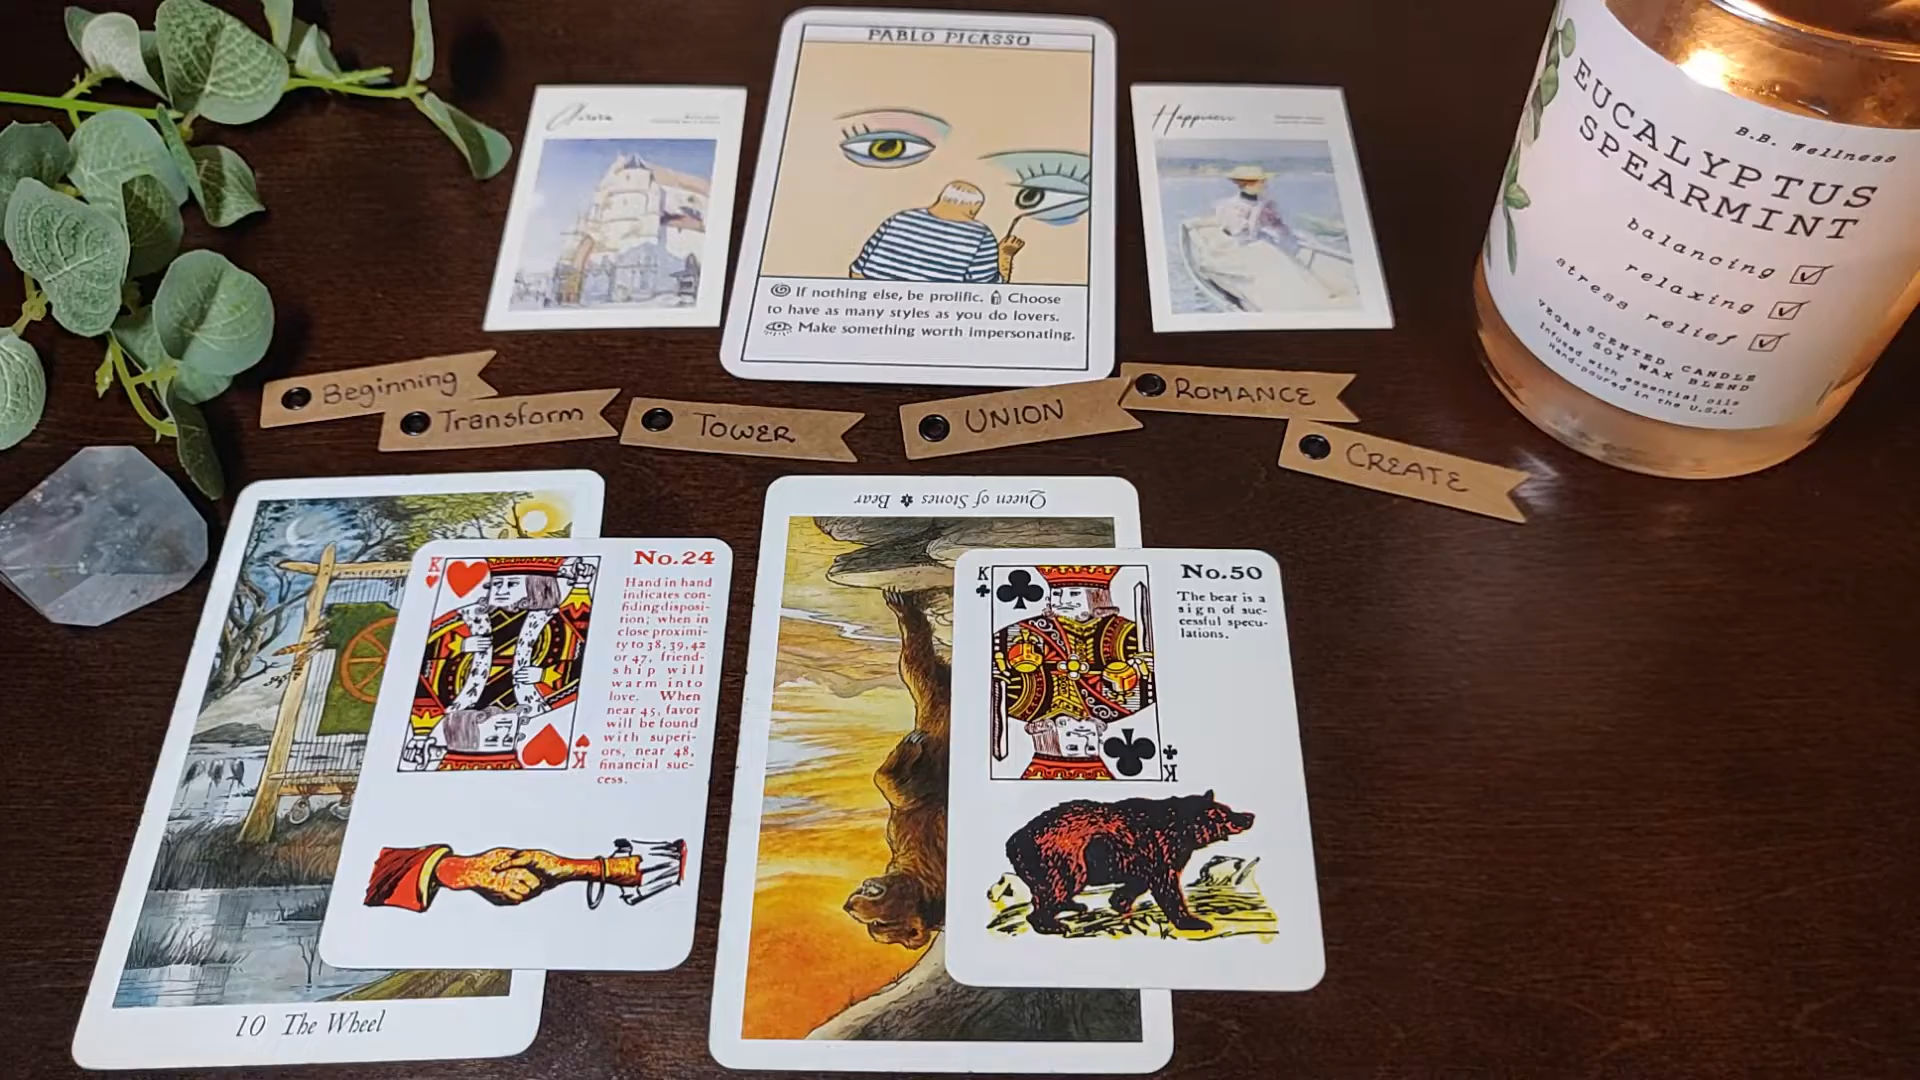 PABLO PICASSO
If nothing else, be prolific. Choose
to have as many styles as you do lovers.
Make something worth impersonating.
Happiness
B.B. Wellness
EUCALYPTUS
SPEARMINT
balancing
relaxing
stress relief
VEGAN SCENTED CANDLE
SOY WAX BLEND
Infused with essential oils
Hand-poured in the U.S.A.
Beginning
Transform
TOWER
UNION
ROMANCE
CREATE
10 The Wheel
K
No.24
Hand in hand
indicates con-
fiding disposi-
tion; when in
close proximi-
ty to 38, 39, 42
or 47, friend-
ship will
warm into
love. When
near 45, favor
will be found
with superi-
ors, near 48,
financial suc-
cess.
K
Queen of Stones Bear
K
No.50
The bear is a
sign of suc-
cessful specu-
lations.
K